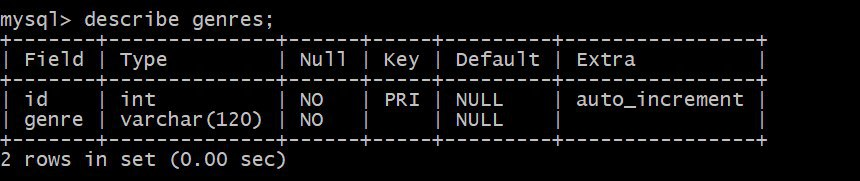 mysql> describe genres;
+-------+--------------+------+-----+---------+----------------+
| Field | Type         | Null | Key | Default | Extra          |
+-------+--------------+------+-----+---------+----------------+
| id    | int          | NO   | PRI | NULL    | auto_increment |
| genre | varchar(120) | NO   |     | NULL    |                |
+-------+--------------+------+-----+---------+----------------+
2 rows in set (0.00 sec)